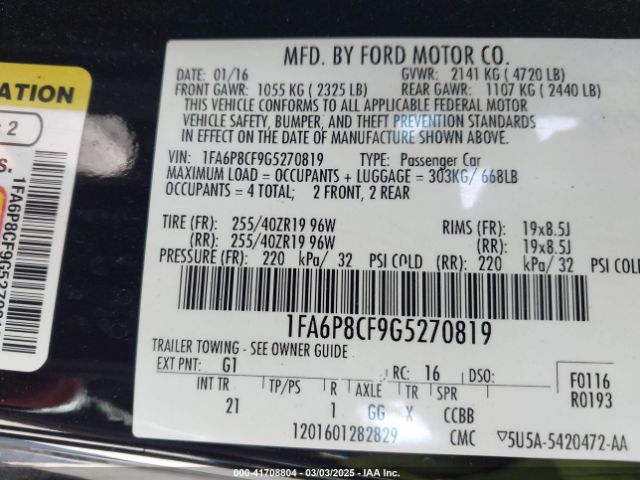 MFD. BY FORD MOTOR CO.
DATE: 01/16 GVWR: 2141 KG ( 4720 LB)
FRONT GAWR: 1055 KG ( 2325 LB) REAR GAWR: 1107 KG ( 2440 LB)
THIS VEHICLE CONFORMS TO ALL APPLICABLE FEDERAL MOTOR
VEHICLE SAFETY, BUMPER, AND THEFT PREVENTION STANDARDS
IN EFFECT ON THE DATE OF MANUFACTURE SHOWN ABOVE.
VIN: 1FA6P8CF9G5270819 TYPE: Passenger Car
MAXIMUM LOAD = OCCUPANTS + LUGGAGE = 303KG/ 668LB
OCCUPANTS = 4 TOTAL; 2 FRONT, 2 REAR
TIRE (FR): 255/40ZR19 96W RIMS (FR): 19x8.5J
(RR): 255/40ZR19 96W (RR): 19x8.5J
PRESSURE (FR): 220 kPa/ 32 PSI COLD (RR): 220 kPa/ 32 PSI COL
1FA6P8CF9G5270819
TRAILER TOWING - SEE OWNER GUIDE
EXT PNT: G1 RC: 16 DSO: F0116
INT TR TP/PS R AXLE TR SPR R0193
21 1 GG X CCBB
1201601282829 CMC ▽5U5A-5420472-AA
ATION
2
S. 1FA6P8CF9G52708
000-41708804 - 03/03/2025 - IAA Inc.